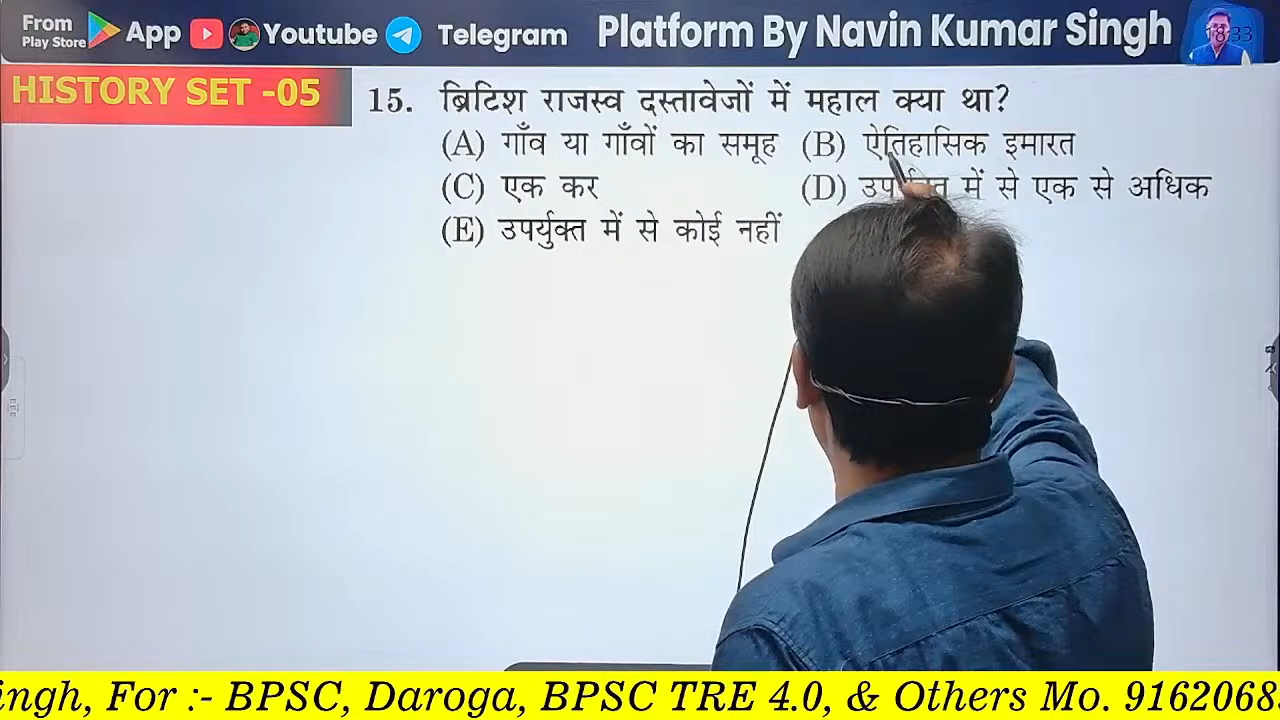 From
Play Store
App
Youtube
Telegram
Platform By Navin Kumar Singh
HISTORY SET -05
15. ब्रिटिश राजस्व दस्तावेजों में महाल क्या था?
(A) गाँव या गाँवों का समूह (B) ऐतिहासिक इमारत
(C) एक कर (D) में से एक से अधिक
(E) उपर्युक्त में से कोई नहीं
ingh, For :- BPSC, Daroga, BPSC TRE 4.0, & Others Mo.